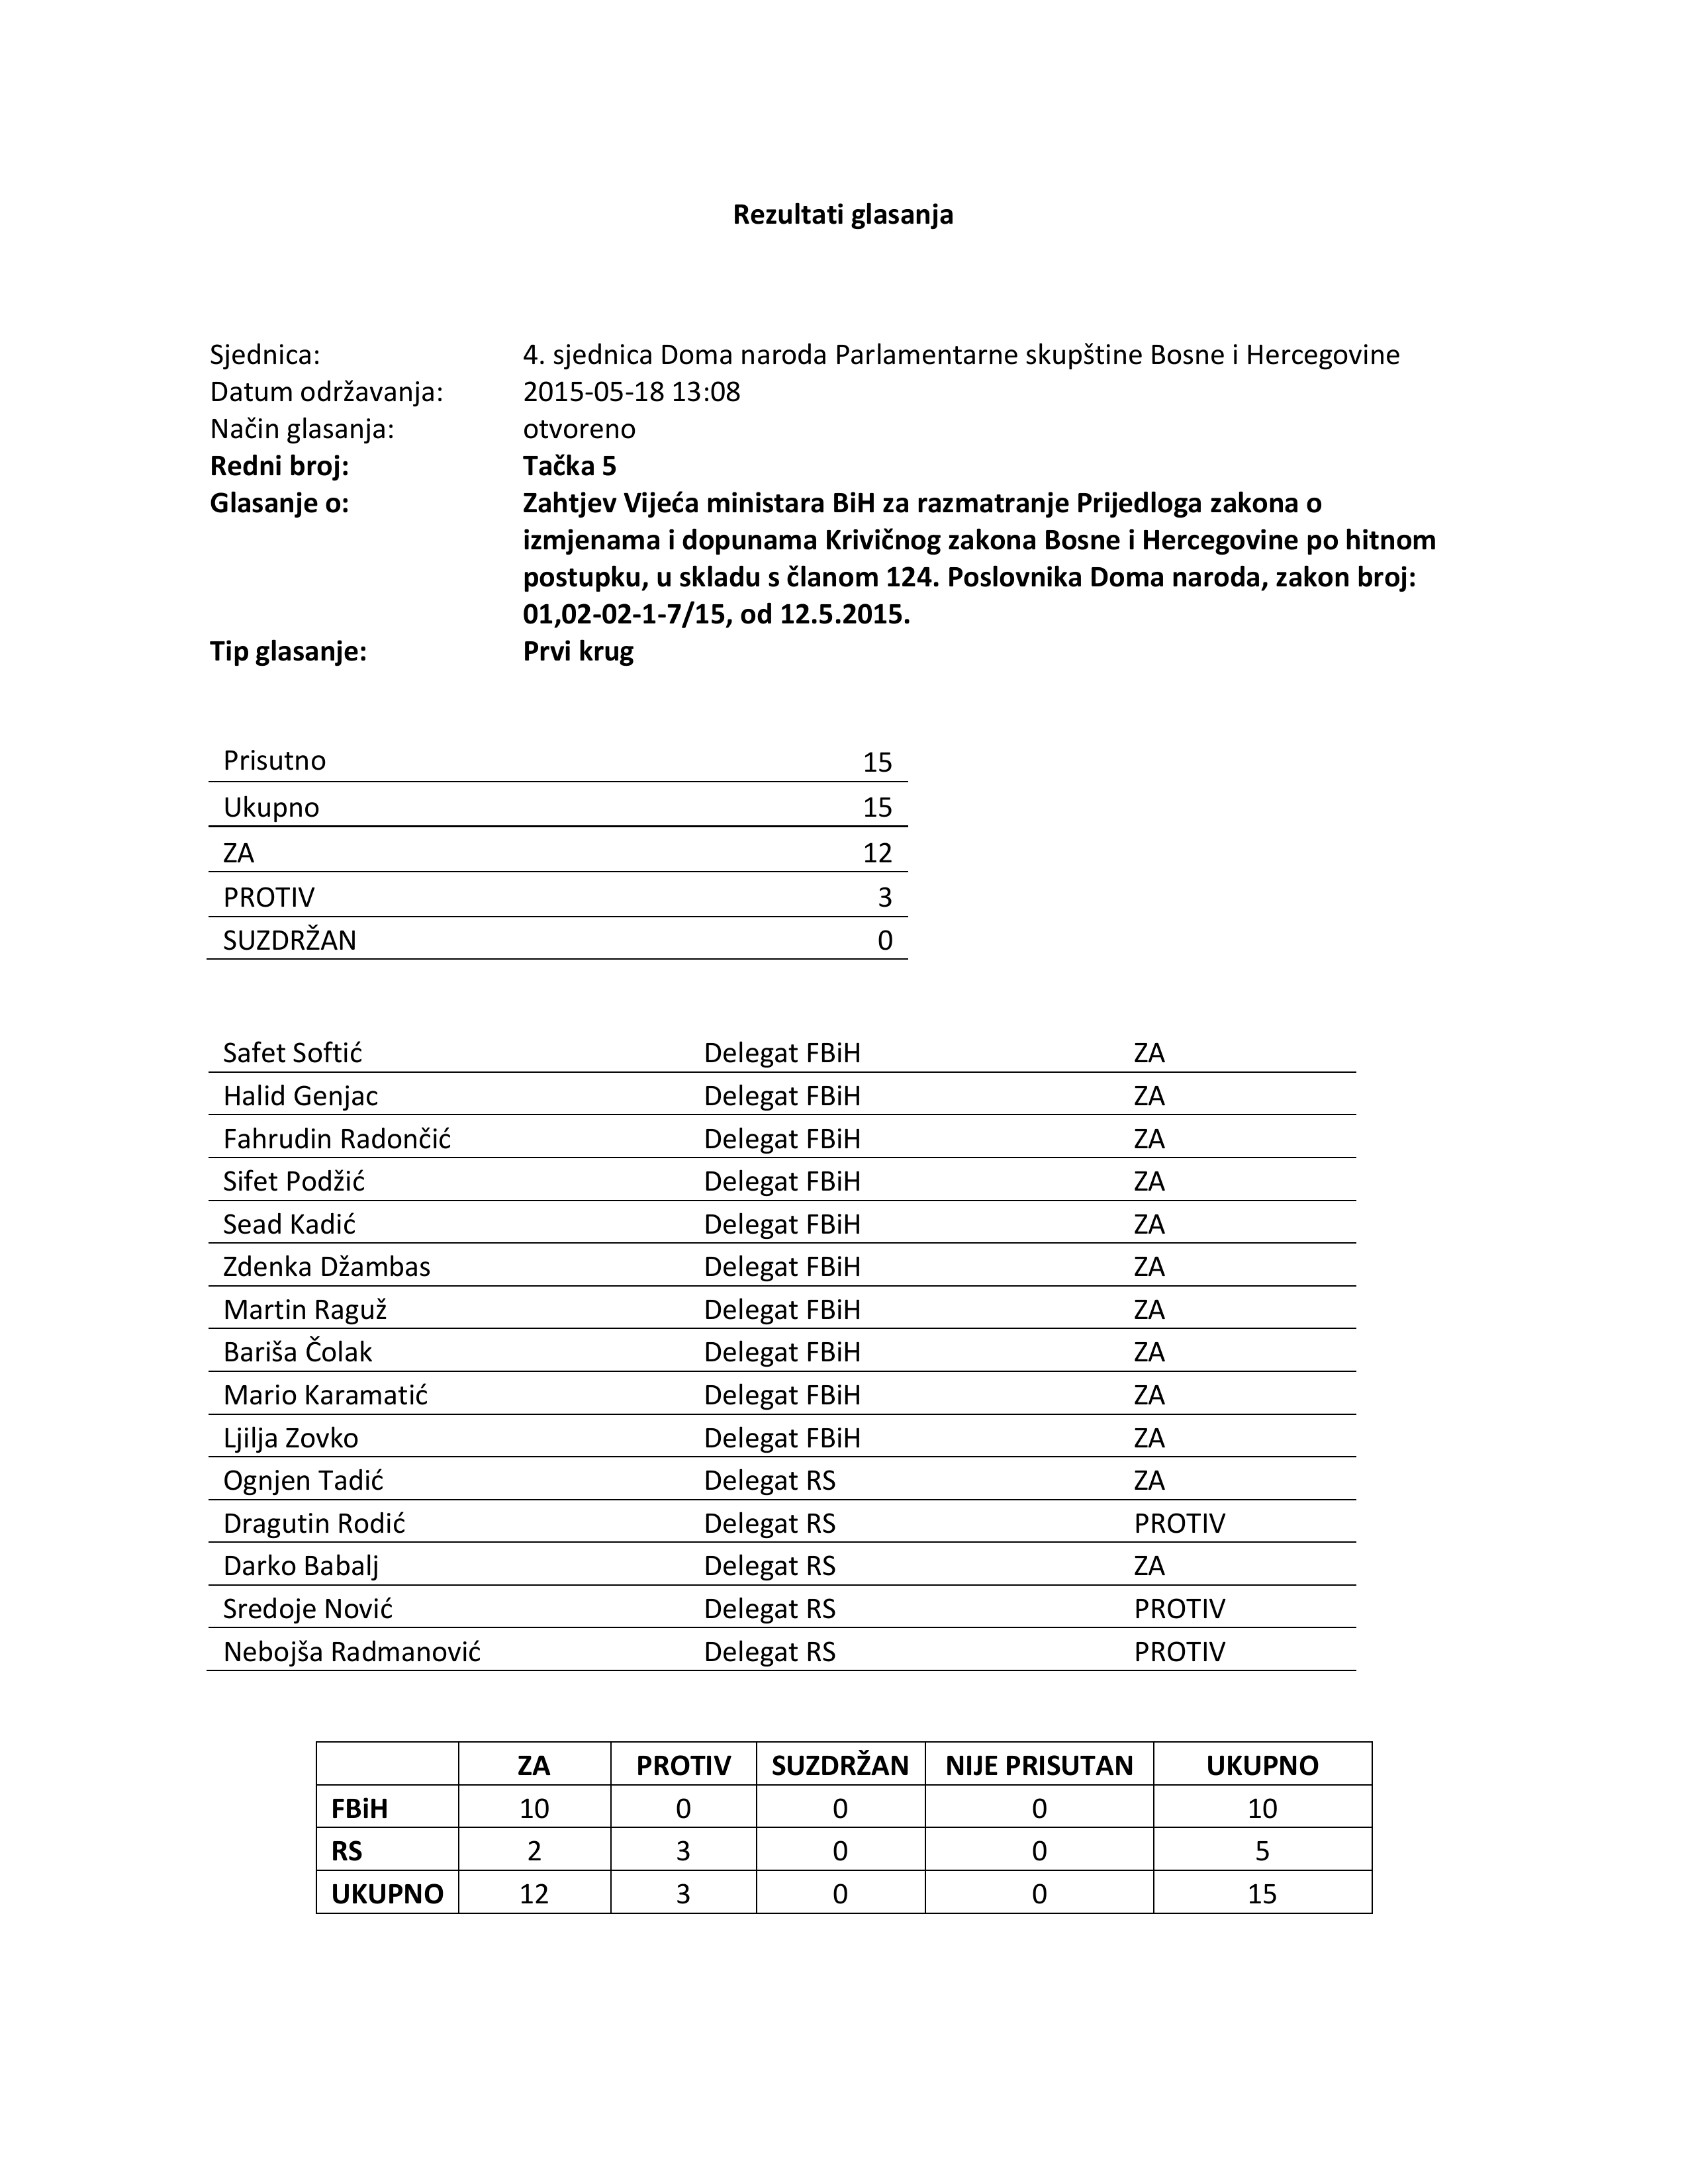 Rezultati glasanja
Sjednica: 4. sjednica Doma naroda Parlamentarne skupštine Bosne i Hercegovine
Datum održavanja: 2015-05-18 13:08
Način glasanja: otvoreno
Redni broj: Tačka 5
Glasanje o: Zahtjev Vijeća ministara BiH za razmatranje Prijedloga zakona o
izmjenama i dopunama Krivičnog zakona Bosne i Hercegovine po hitnom
postupku, u skladu s članom 124. Poslovnika Doma naroda, zakon broj:
01,02-02-1-7/15, od 12.5.2015.
Tip glasanje: Prvi krug
Prisutno 15
Ukupno 15
ZA 12
PROTIV 3
SUZDRŽAN 0
Safet Softić Delegat FBiH ZA
Halid Genjac Delegat FBiH ZA
Fahrudin Radončić Delegat FBiH ZA
Sifet Podžić Delegat FBiH ZA
Sead Kadić Delegat FBiH ZA
Zdenka Džambas Delegat FBiH ZA
Martin Raguž Delegat FBiH ZA
Bariša Čolak Delegat FBiH ZA
Mario Karamatić Delegat FBiH ZA
Ljilja Zovko Delegat FBiH ZA
Ognjen Tadić Delegat RS ZA
Dragutin Rodić Delegat RS PROTIV
Darko Babalj Delegat RS ZA
Sredoje Nović Delegat RS PROTIV
Nebojša Radmanović Delegat RS PROTIV
ZA PROTIV SUZDRŽAN NIJE PRISUTAN UKUPNO
FBiH 10 0 0 0 10
RS 2 3 0 0 5
UKUPNO 12 3 0 0 15